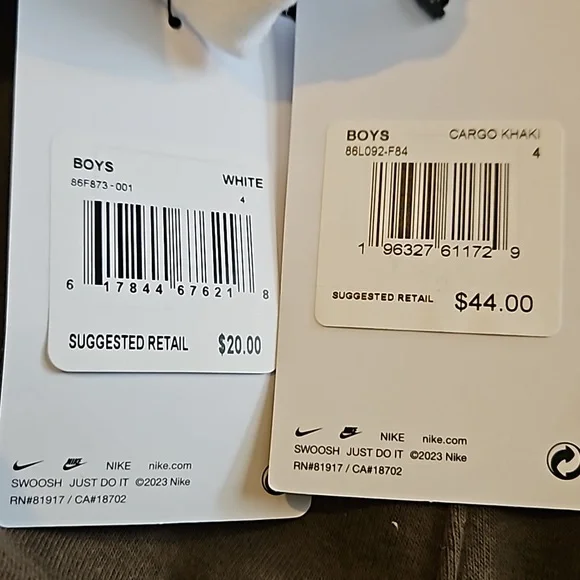 BOYS
86F873-001
WHITE
4
6 17844 67621 8
SUGGESTED RETAIL $20.00
NIKE nike.com
SWOOSH JUST DO IT ©2023 Nike
RN#81917 / CA#18702
BOYS CARGO KHAKI
86L092-F84 4
1 96327 61172 9
SUGGESTED RETAIL $44.00
NIKE nike.com
SWOOSH JUST DO IT ©2023 Nike
RN#81917 / CA#18702